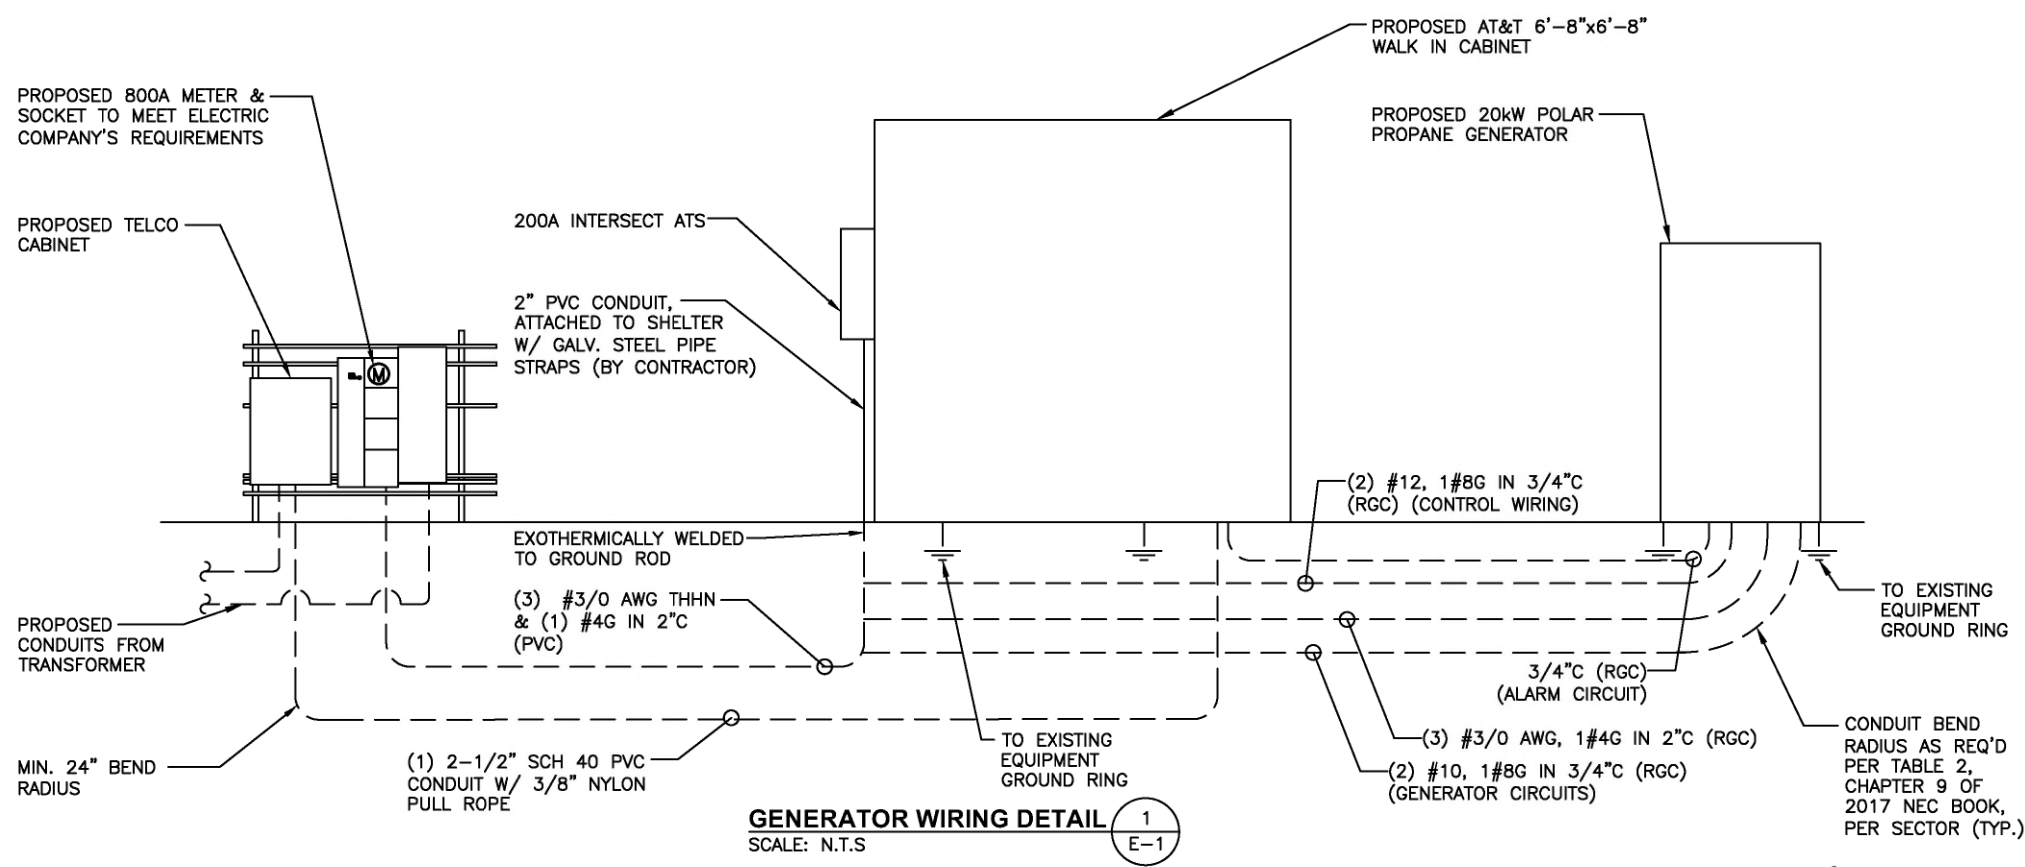 PROPOSED AT&T 6'-8"x6'-8"
WALK IN CABINET
PROPOSED 800A METER &
SOCKET TO MEET ELECTRIC
COMPANY'S REQUIREMENTS
PROPOSED 20kW POLAR
PROPANE GENERATOR
PROPOSED TELCO
CABINET
200A INTERSECT ATS
2" PVC CONDUIT,
ATTACHED TO SHELTER
W/ GALV. STEEL PIPE
STRAPS (BY CONTRACTOR)
M
(2) #12, 1#8G IN 3/4"C
(RGC) (CONTROL WIRING)
EXOTHERMICALLY WELDED
TO GROUND ROD
(3) #3/0 AWG THHN
& (1) #4G IN 2"C
(PVC)
PROPOSED
CONDUITS FROM
TRANSFORMER
TO EXISTING
EQUIPMENT
GROUND RING
3/4"C (RGC)
(ALARM CIRCUIT)
MIN. 24" BEND
RADIUS
(1) 2-1/2" SCH 40 PVC
CONDUIT W/ 3/8" NYLON
PULL ROPE
TO EXISTING
EQUIPMENT
GROUND RING
(3) #3/0 AWG, 1#4G IN 2"C (RGC)
(2) #10, 1#8G IN 3/4"C (RGC)
(GENERATOR CIRCUITS)
CONDUIT BEND
RADIUS AS REQ'D
PER TABLE 2,
CHAPTER 9 OF
2017 NEC BOOK,
PER SECTOR (TYP.)
GENERATOR WIRING DETAIL
SCALE: N.T.S
1
E-1